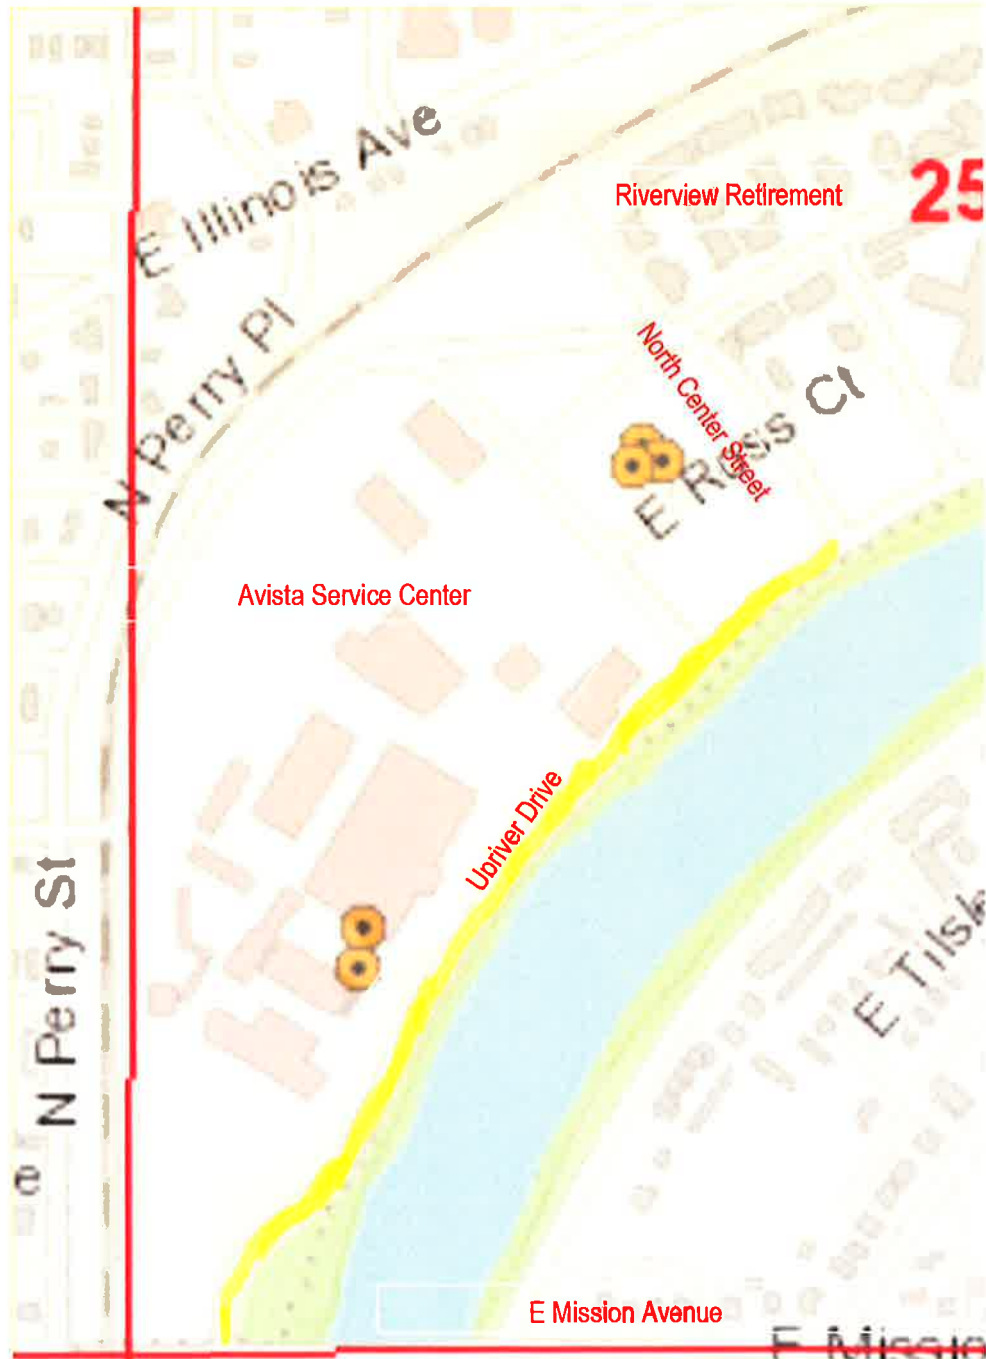 E Illinois Ave
Riverview Retirement
25
N Perry Pl
North Center Street
E Ross Ct
Avista Service Center
Upriver Drive
N Perry St
E Mission Avenue